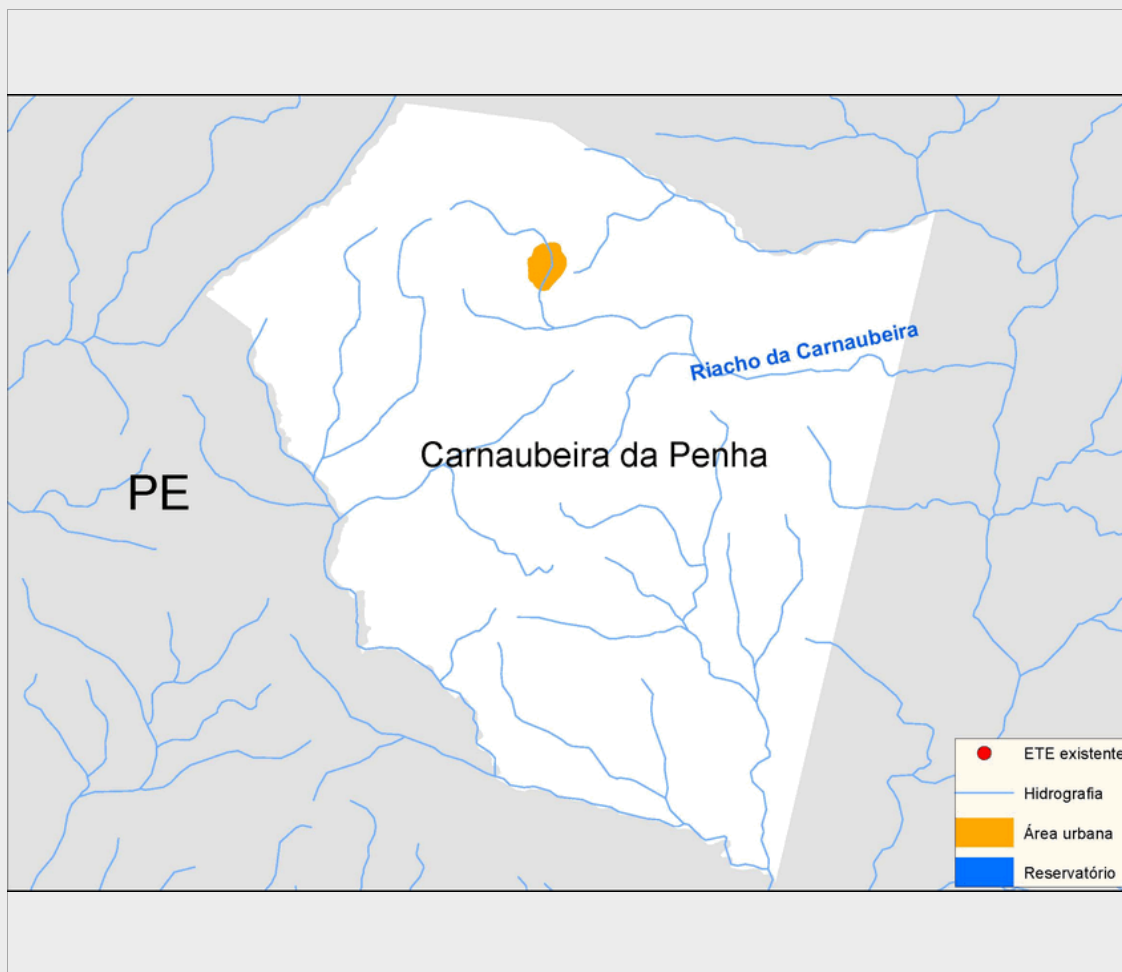 Riacho da Carnaubeira
Carnaubeira da Penha
PE
ETE existente
Hidrografia
Área urbana
Reservatório